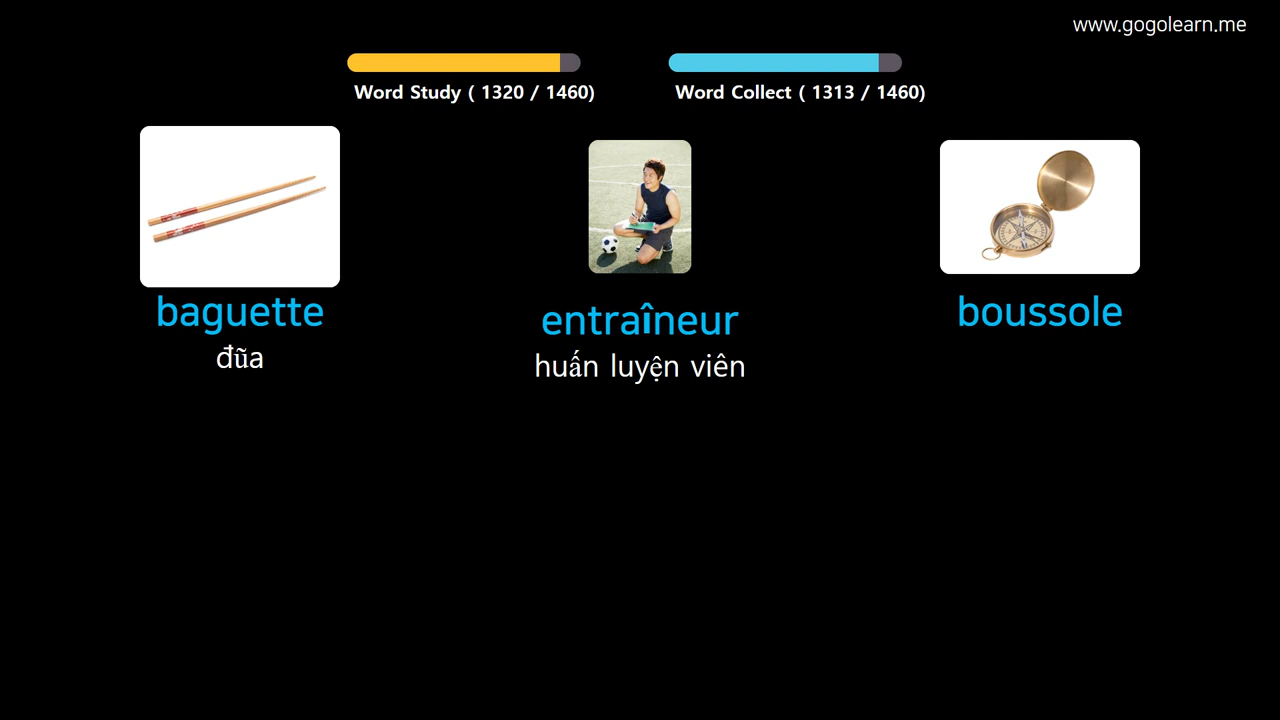 www.gogolearn.me
Word Study ( 1320 / 1460)
Word Collect ( 1313 / 1460)
baguette
đũa
entraîneur
huấn luyện viên
boussole